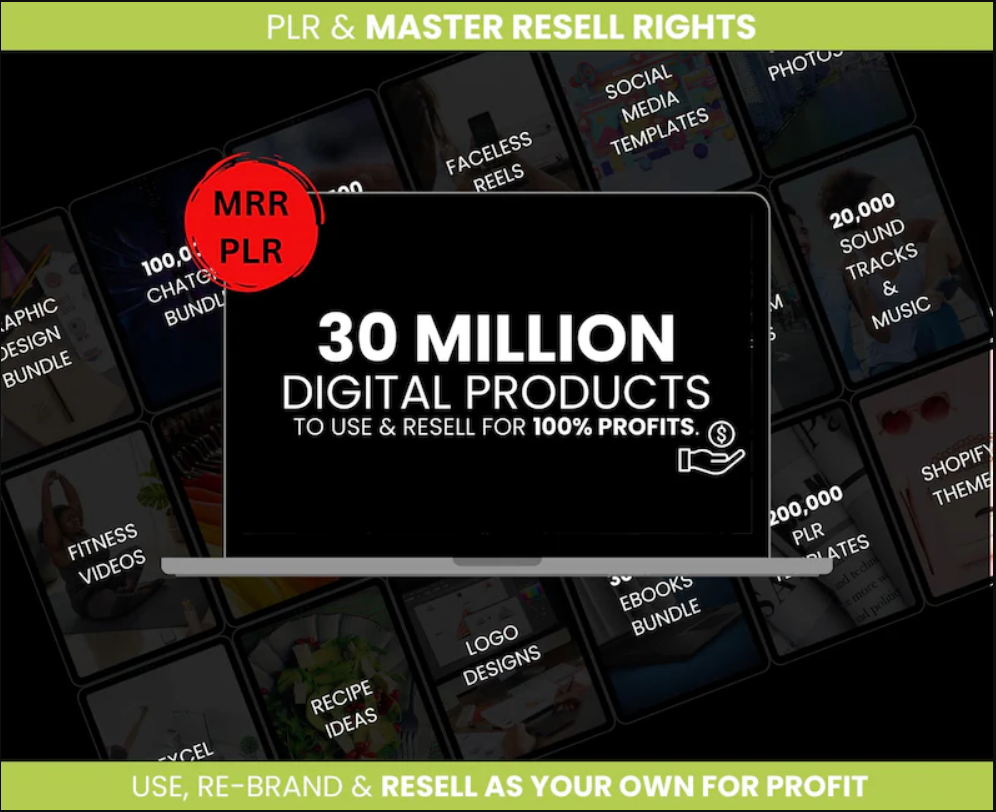 PLR & MASTER RESELL RIGHTS
PHOTOS
SOCIAL
MEDIA
TEMPLATES
FACELESS
REELS
MRR
PLR
20,000
SOUND
TRACKS
&
MUSIC
CHATG
BUNDL
APHIC
DESIGN
BUNDLE
30 MILLION
DIGITAL PRODUCTS
TO USE & RESELL FOR 100% PROFITS.
$
SHOPIFY
THEME
200,000
PLR
FITNESS
VIDEOS
EBOOKS
BUNDLE
LOGO
DESIGNS
RECIPE
IDEAS
EXCEL
USE, RE-BRAND & RESELL AS YOUR OWN FOR PROFIT